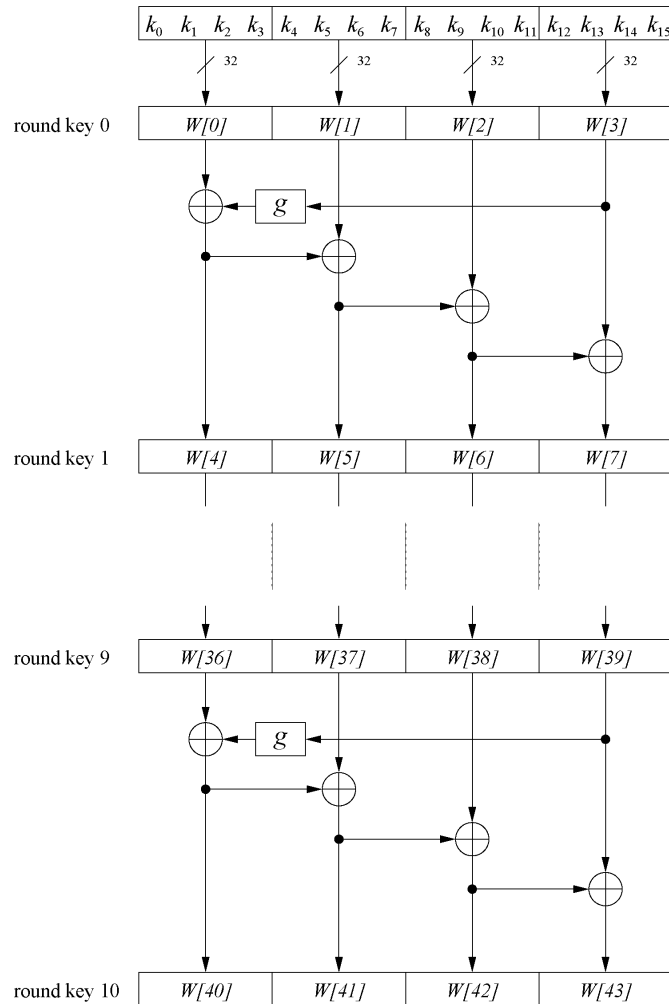 k0 k1 k2 k3 k4 k5 k6 k7 k8 k9 k10 k11 k12 k13 k14 k15
32 32 32 32
round key 0 W[0] W[1] W[2] W[3]
g
round key 1 W[4] W[5] W[6] W[7]
round key 9 W[36] W[37] W[38] W[39]
g
round key 10 W[40] W[41] W[42] W[43]